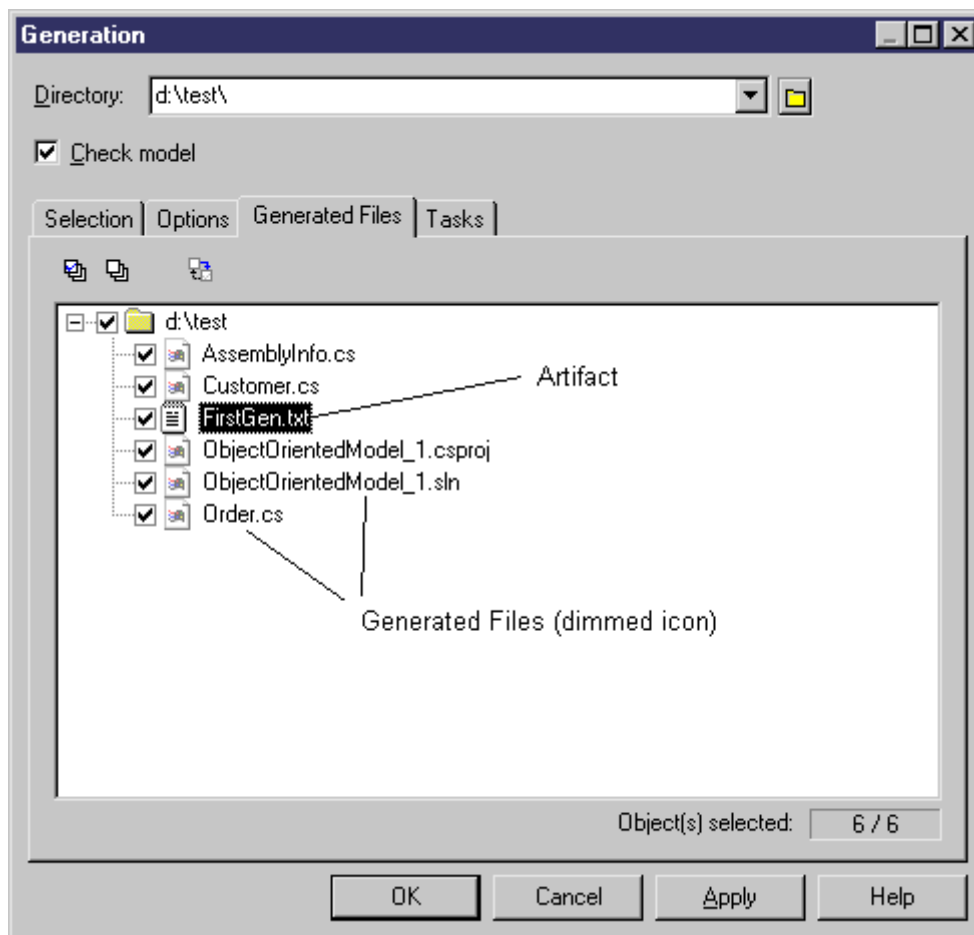 Generation
Directory: d:\test\
Check model
Selection Options Generated Files Tasks
d:\test
AssemblyInfo.cs
Customer.cs
Artifact
FirstGen.txt
ObjectOrientedModel_1.csproj
ObjectOrientedModel_1.sln
Order.cs
Generated Files (dimmed icon)
Object(s) selected: 6 / 6
OK Cancel Apply Help